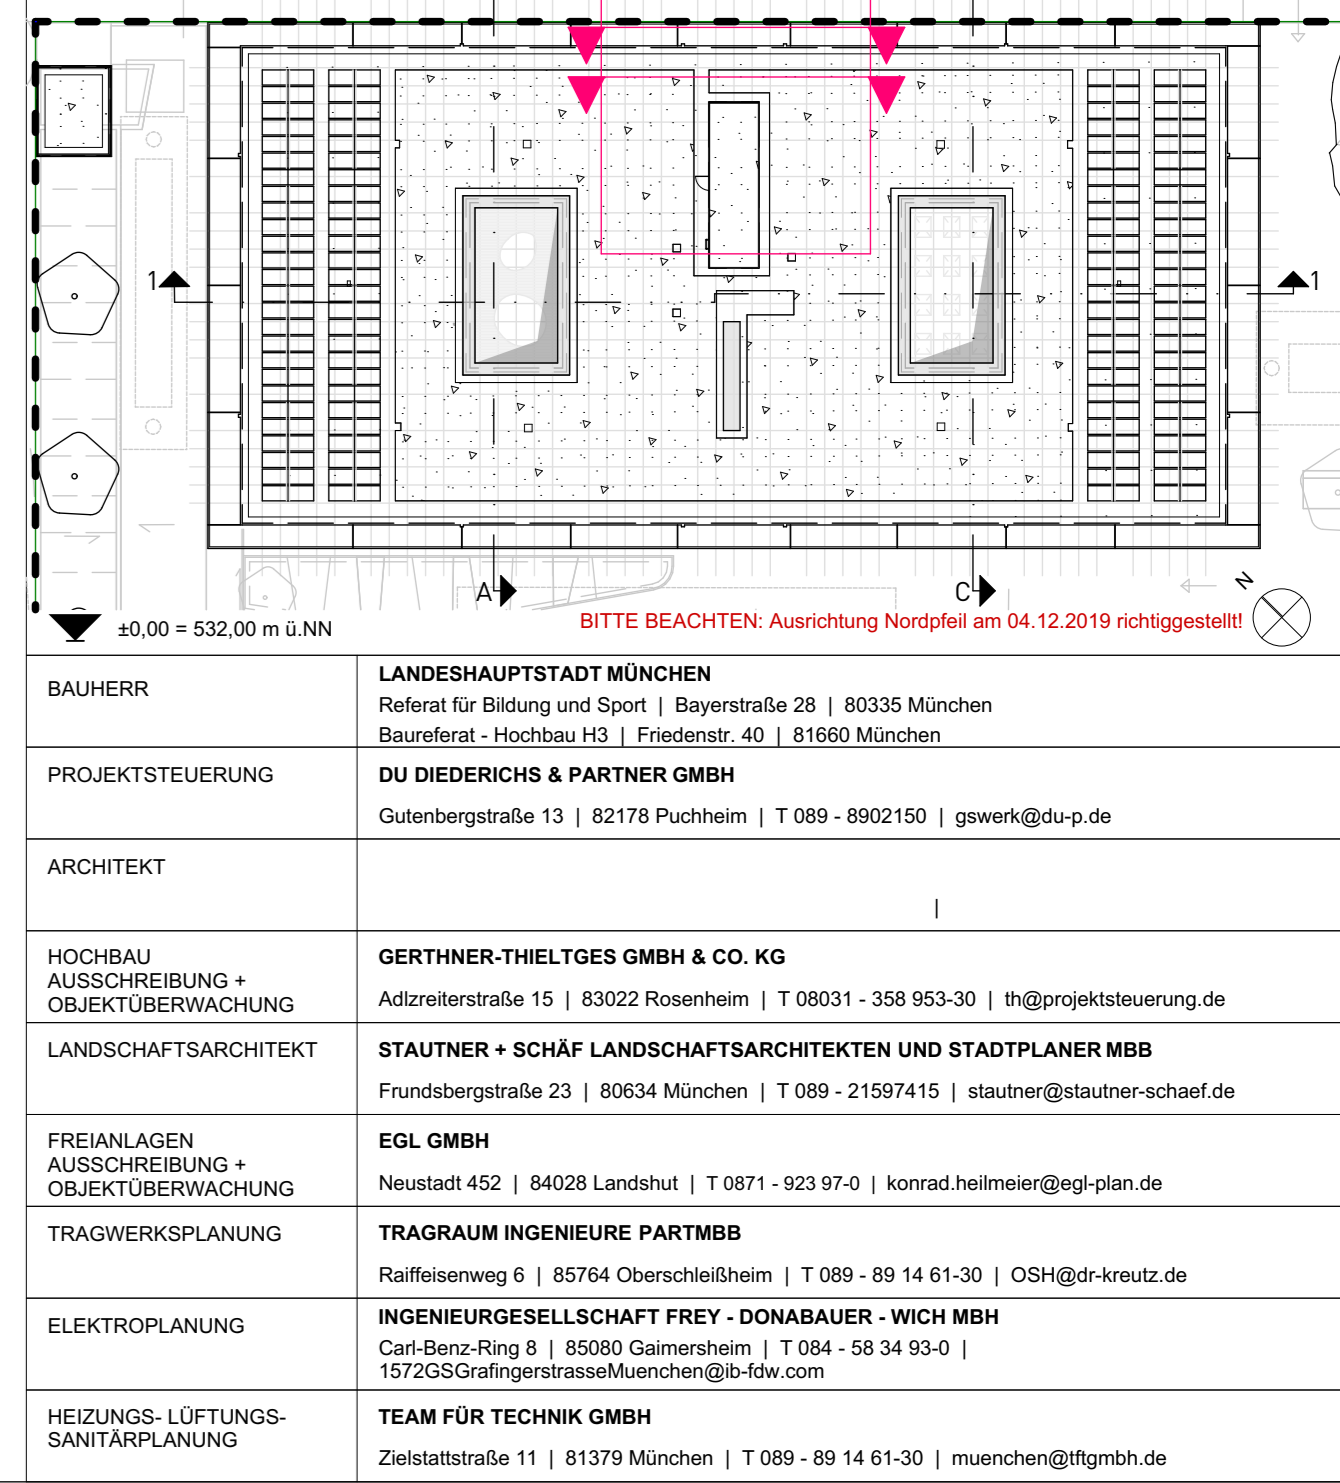 1
1
A
C
N
±0,00 = 532,00 m ü.NN
BITTE BEACHTEN: Ausrichtung Nordpfeil am 04.12.2019 richtiggestellt!
BAUHERR
LANDESHAUPTSTADT MÜNCHEN
Referat für Bildung und Sport | Bayerstraße 28 | 80335 München
Baureferat - Hochbau H3 | Friedenstr. 40 | 81660 München
PROJEKTSTEUERUNG
DU DIEDERICHS & PARTNER GMBH
Gutenbergstraße 13 | 82178 Puchheim | T 089 - 8902150 | gswerk@du-p.de
ARCHITEKT
|
HOCHBAU
AUSSCHREIBUNG +
OBJEKTÜBERWACHUNG
GERTHNER-THIELTGES GMBH & CO. KG
Adlzreiterstraße 15 | 83022 Rosenheim | T 08031 - 358 953-30 | th@projektsteuerung.de
LANDSCHAFTSARCHITEKT
STAUTNER + SCHÄF LANDSCHAFTSARCHITEKTEN UND STADTPLANER MBB
Frundsbergstraße 23 | 80634 München | T 089 - 21597415 | stautner@stautner-schaef.de
FREIANLAGEN
AUSSCHREIBUNG +
OBJEKTÜBERWACHUNG
EGL GMBH
Neustadt 452 | 84028 Landshut | T 0871 - 923 97-0 | konrad.heilmeier@egl-plan.de
TRAGWERKSPLANUNG
TRAGRAUM INGENIEURE PARTMBB
Raiffeisenweg 6 | 85764 Oberschleißheim | T 089 - 89 14 61-30 | OSH@dr-kreutz.de
ELEKTROPLANUNG
INGENIEURGESELLSCHAFT FREY - DONABAUER - WICH MBH
Carl-Benz-Ring 8 | 85080 Gaimersheim | T 084 - 58 34 93-0 |
1572GSGrafingerstrasseMuenchen@ib-fdw.com
HEIZUNGS- LÜFTUNGS-
SANITÄRPLANUNG
TEAM FÜR TECHNIK GMBH
Zielstattstraße 11 | 81379 München | T 089 - 89 14 61-30 | muenchen@tftgmbh.de